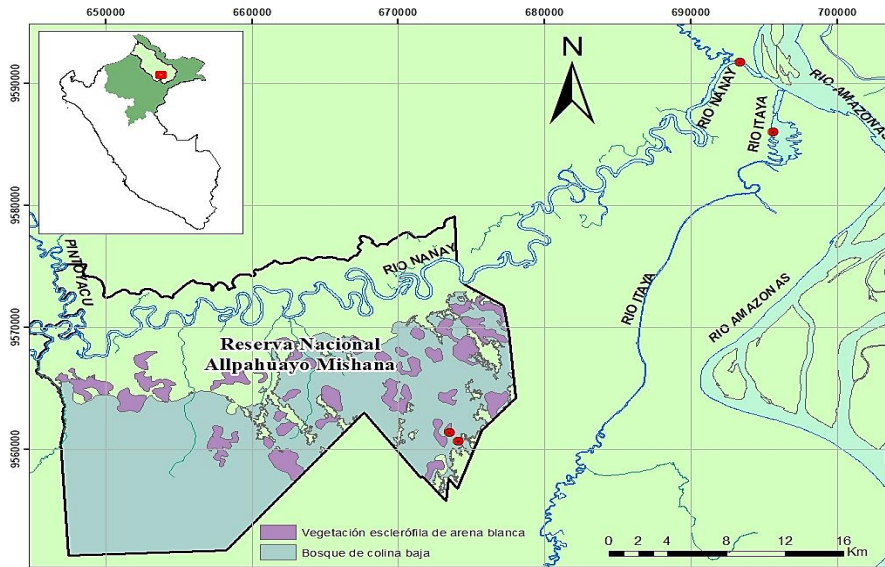 650000 660000 670000 680000 690000 700000
9990000
9580000
9570000
9560000
N
RIO NANAY
RIO ITAYA
RIO AMAZONAS
PINTOYACU
RIO NANAY
RIO ITAYA
RIO AMAZONAS
Reserva Nacional
Allpahuayo Mishana
Vegetación esclerófila de arena blanca
Bosque de colina baja
0 2 4 8 12 16
Km